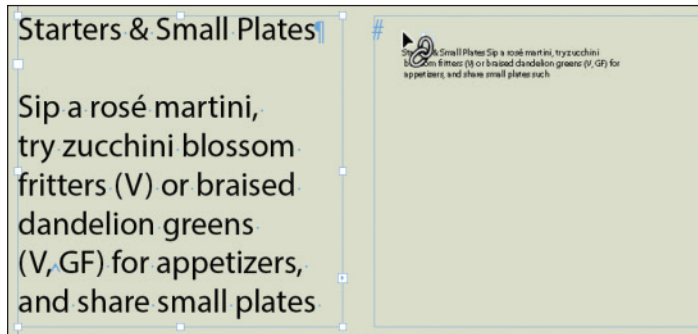 Starters & Small Plates¶
Sip a rosé martini,
try zucchini blossom
fritters (V) or braised
dandelion greens
(V, GF) for appetizers,
and share small plates
#
& Small Plates Sip a rosé martini, try zucchini
fritters (V) or braised dandelion greens (V, GF) for
appetizers, and share small plates such